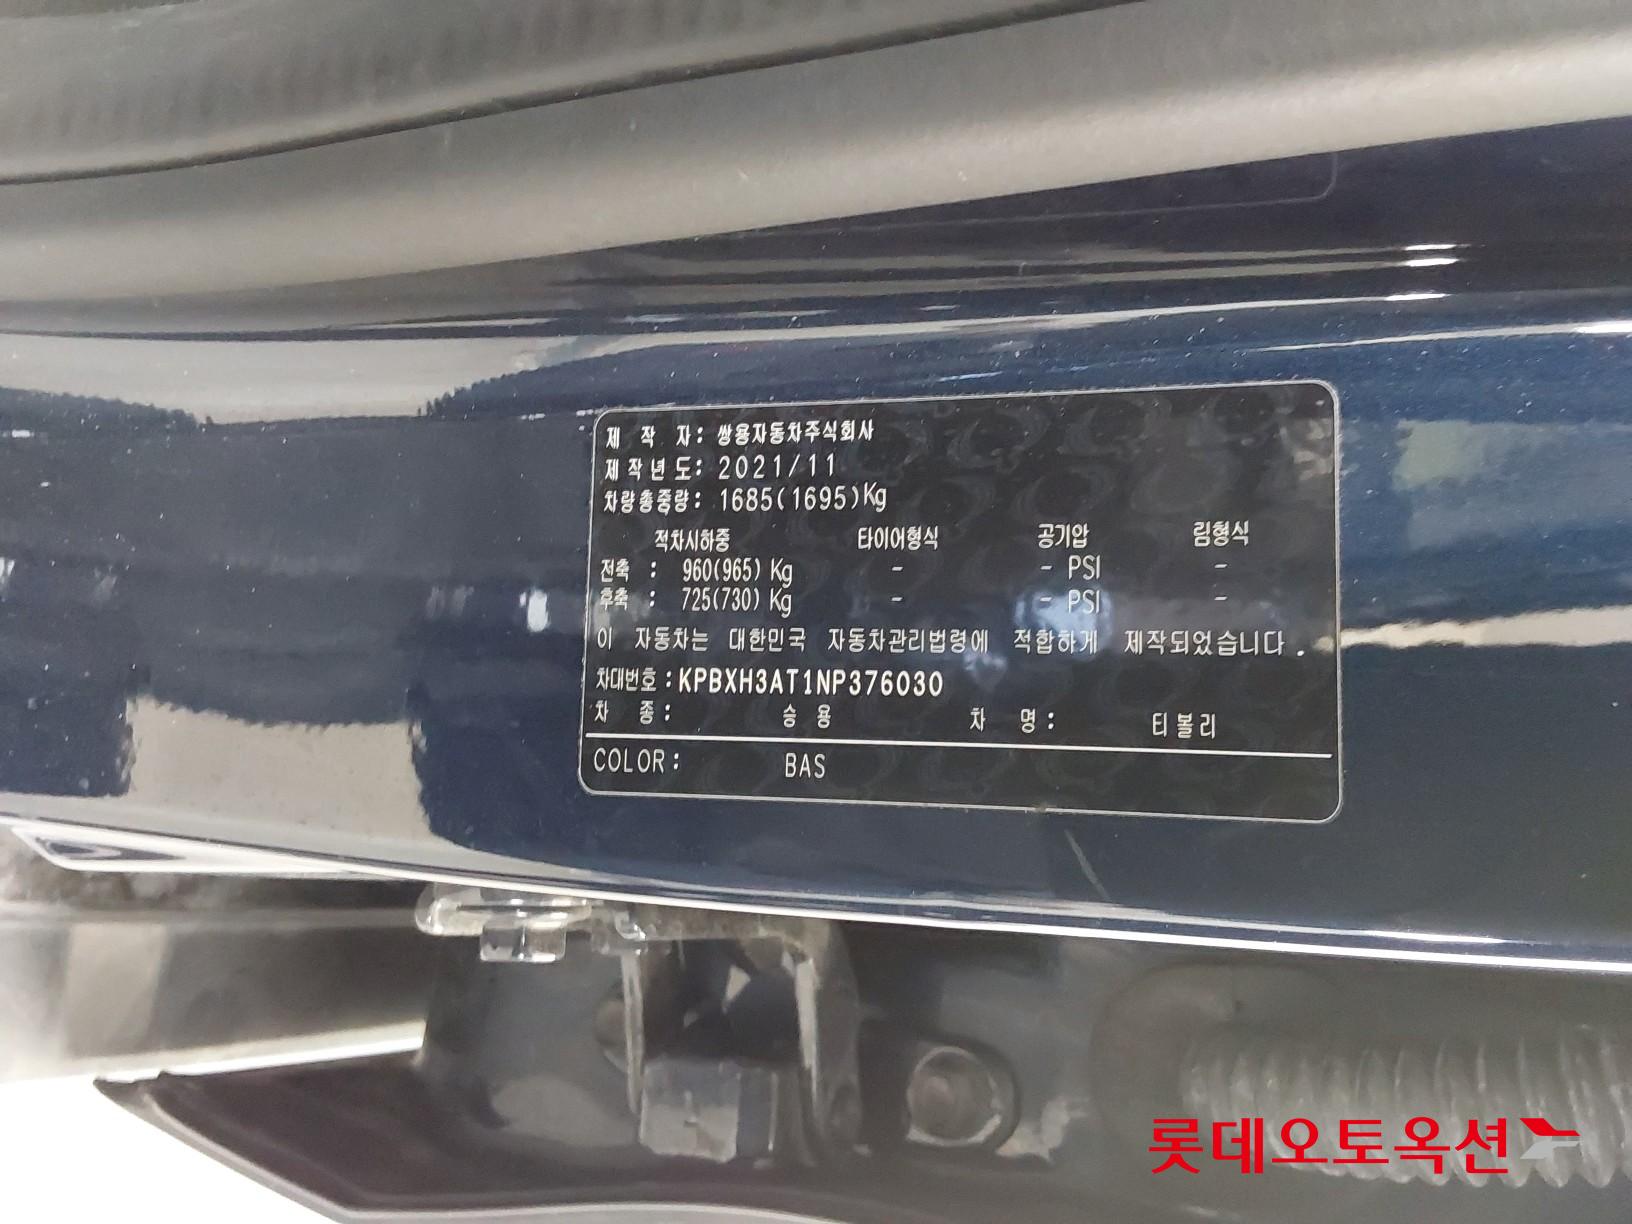 제 작 자: 쌍용자동차주식회사
제작년도: 2021/11
차량총중량: 1685(1695)Kg
적차시하중 타이어형식 공기압 림형식
전축 : 960(965) Kg - - PSI -
후축 : 725(730) Kg - - PSI -
이 자동차는 대한민국 자동차관리법령에 적합하게 제작되었습니다.
차대번호:KPBXH3AT1NP376030
차 종: 승 용 차 명: 티볼리
COLOR: BAS
롯데오토옥션